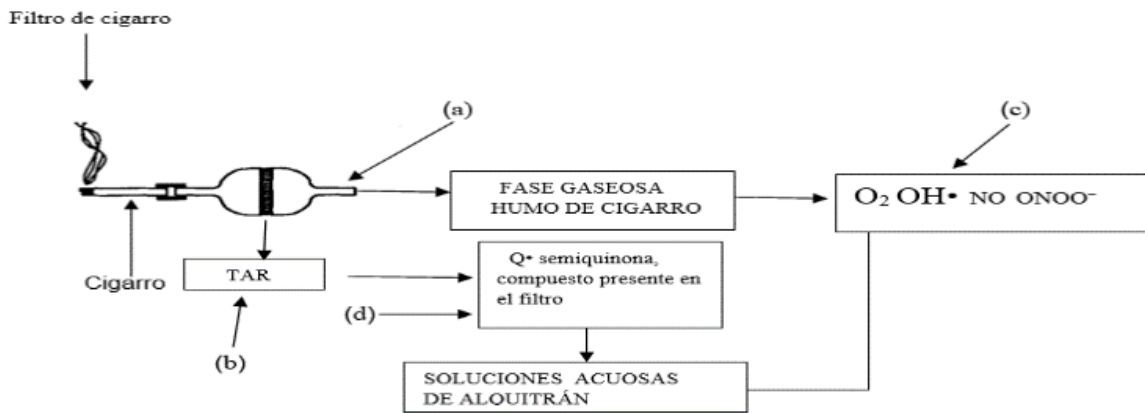 Filtro de cigarro
(a)
(c)
FASE GASEOSA
HUMO DE CIGARRO
O₂ OH• NO ONOO⁻
Cigarro
TAR
Q• semiquinona,
compuesto presente en
el filtro
(d)
(b)
SOLUCIONES ACUOSAS
DE ALQUITRÁN